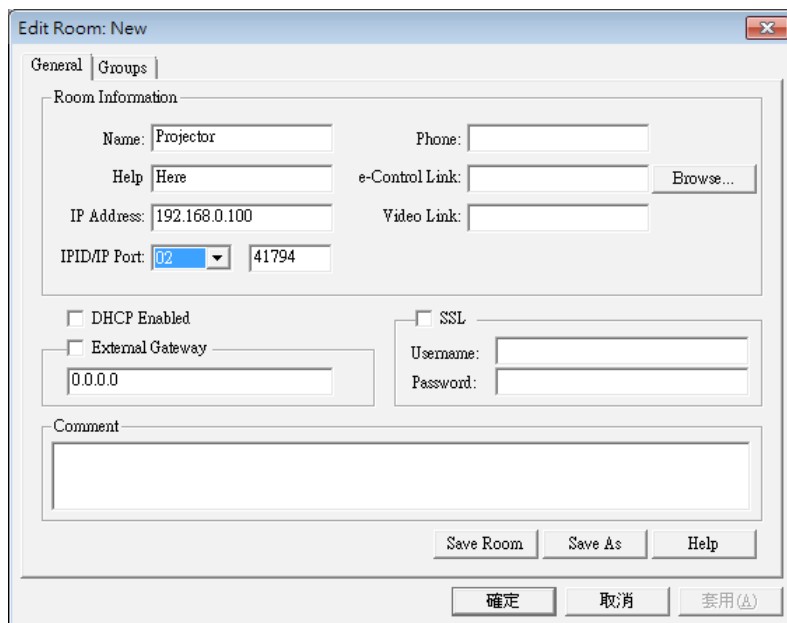 Edit Room: New
General Groups
Room Information
Name: Projector Phone:
Help Here e-Control Link: Browse...
IP Address: 192.168.0.100 Video Link:
IPID/IP Port: 02 41794
DHCP Enabled SSL
External Gateway Username:
0.0.0.0 Password:
Comment
Save Room Save As Help
確定 取消 套用(A)